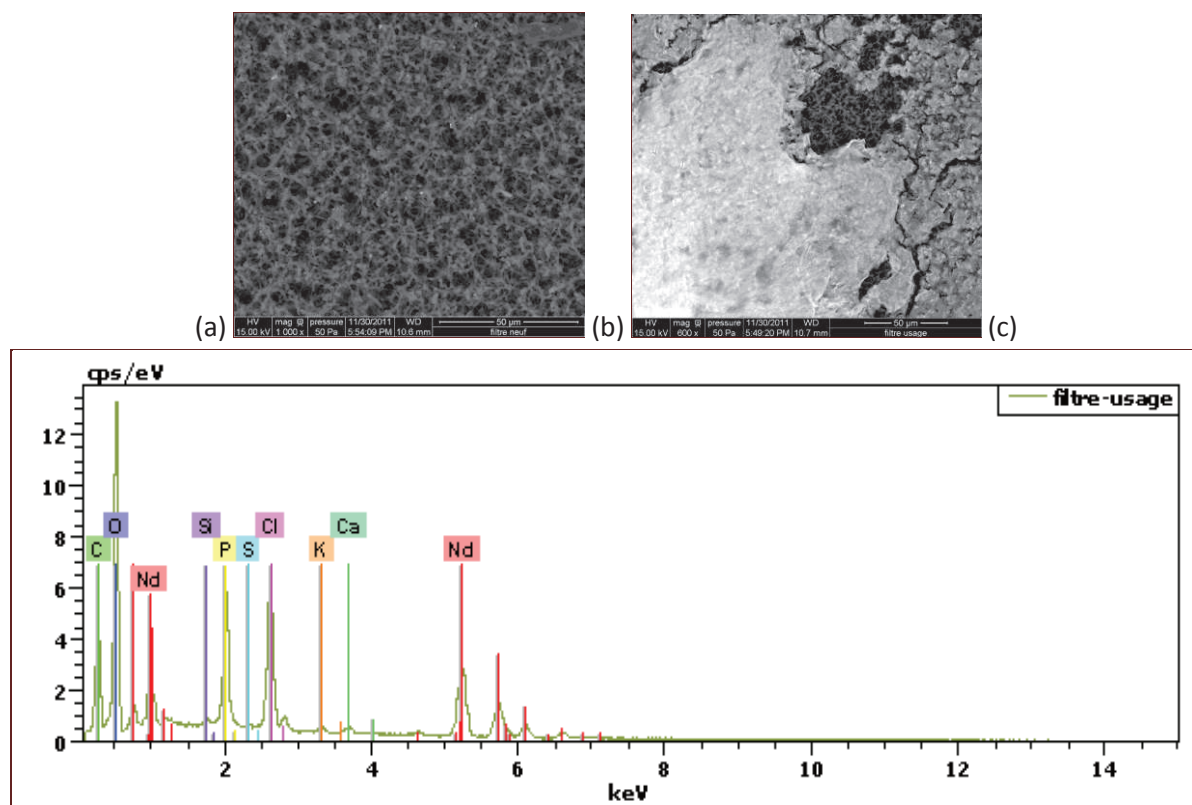 HV mag @ pressure 11/30/2011 WD 50 µm
15.00 kV 1 000 x 50 Pa 5:54:09 PM 10.6 mm filtre neuf
(a)
HV mag @ pressure 11/30/2011 WD 50 µm
15.00 kV 600 x 50 Pa 5:49:20 PM 10.7 mm filtre usage
(b)
(c)
cps/eV
filtre-usage
12
10
8
6
4
2
0
C O Nd Si P S Cl K Ca Nd
2 4 6 8 10 12 14
keV